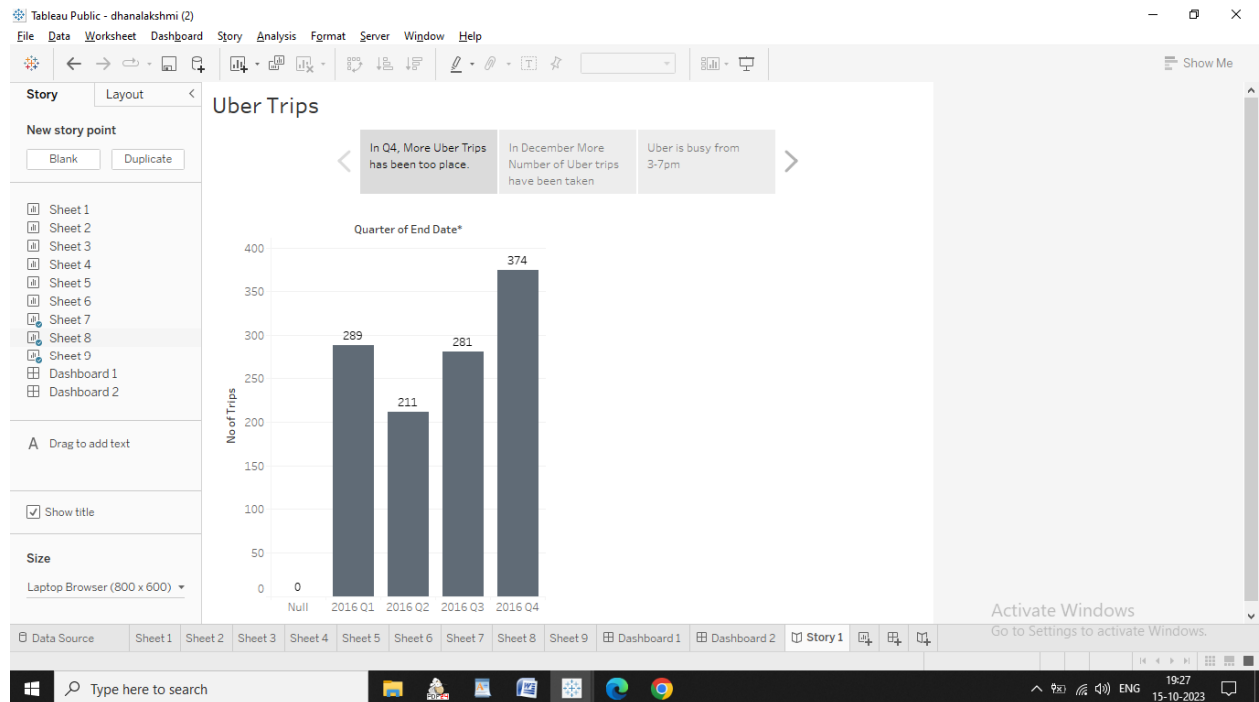 Tableau Public - dhanalakshmi (2)
File Data Worksheet Dashboard Story Analysis Format Server Window Help
Show Me
Story Layout
New story point
Blank Duplicate
Sheet 1
Sheet 2
Sheet 3
Sheet 4
Sheet 5
Sheet 6
Sheet 7
Sheet 8
Sheet 9
Dashboard 1
Dashboard 2
A Drag to add text
Show title
Size
Laptop Browser (800 x 600)
Uber Trips
In Q4, More Uber Trips
has been too place.
In December More
Number of Uber trips
have been taken
Uber is busy from
3-7pm
Quarter of End Date*
No of Trips
400
350
300
250
200
150
100
50
0
0
289
211
281
374
Null 2016 Q1 2016 Q2 2016 Q3 2016 Q4
Activate Windows
Go to Settings to activate Windows.
Data Source Sheet 1 Sheet 2 Sheet 3 Sheet 4 Sheet 5 Sheet 6 Sheet 7 Sheet 8 Sheet 9 Dashboard 1 Dashboard 2 Story 1
Type here to search
ENG
19:27
15-10-2023